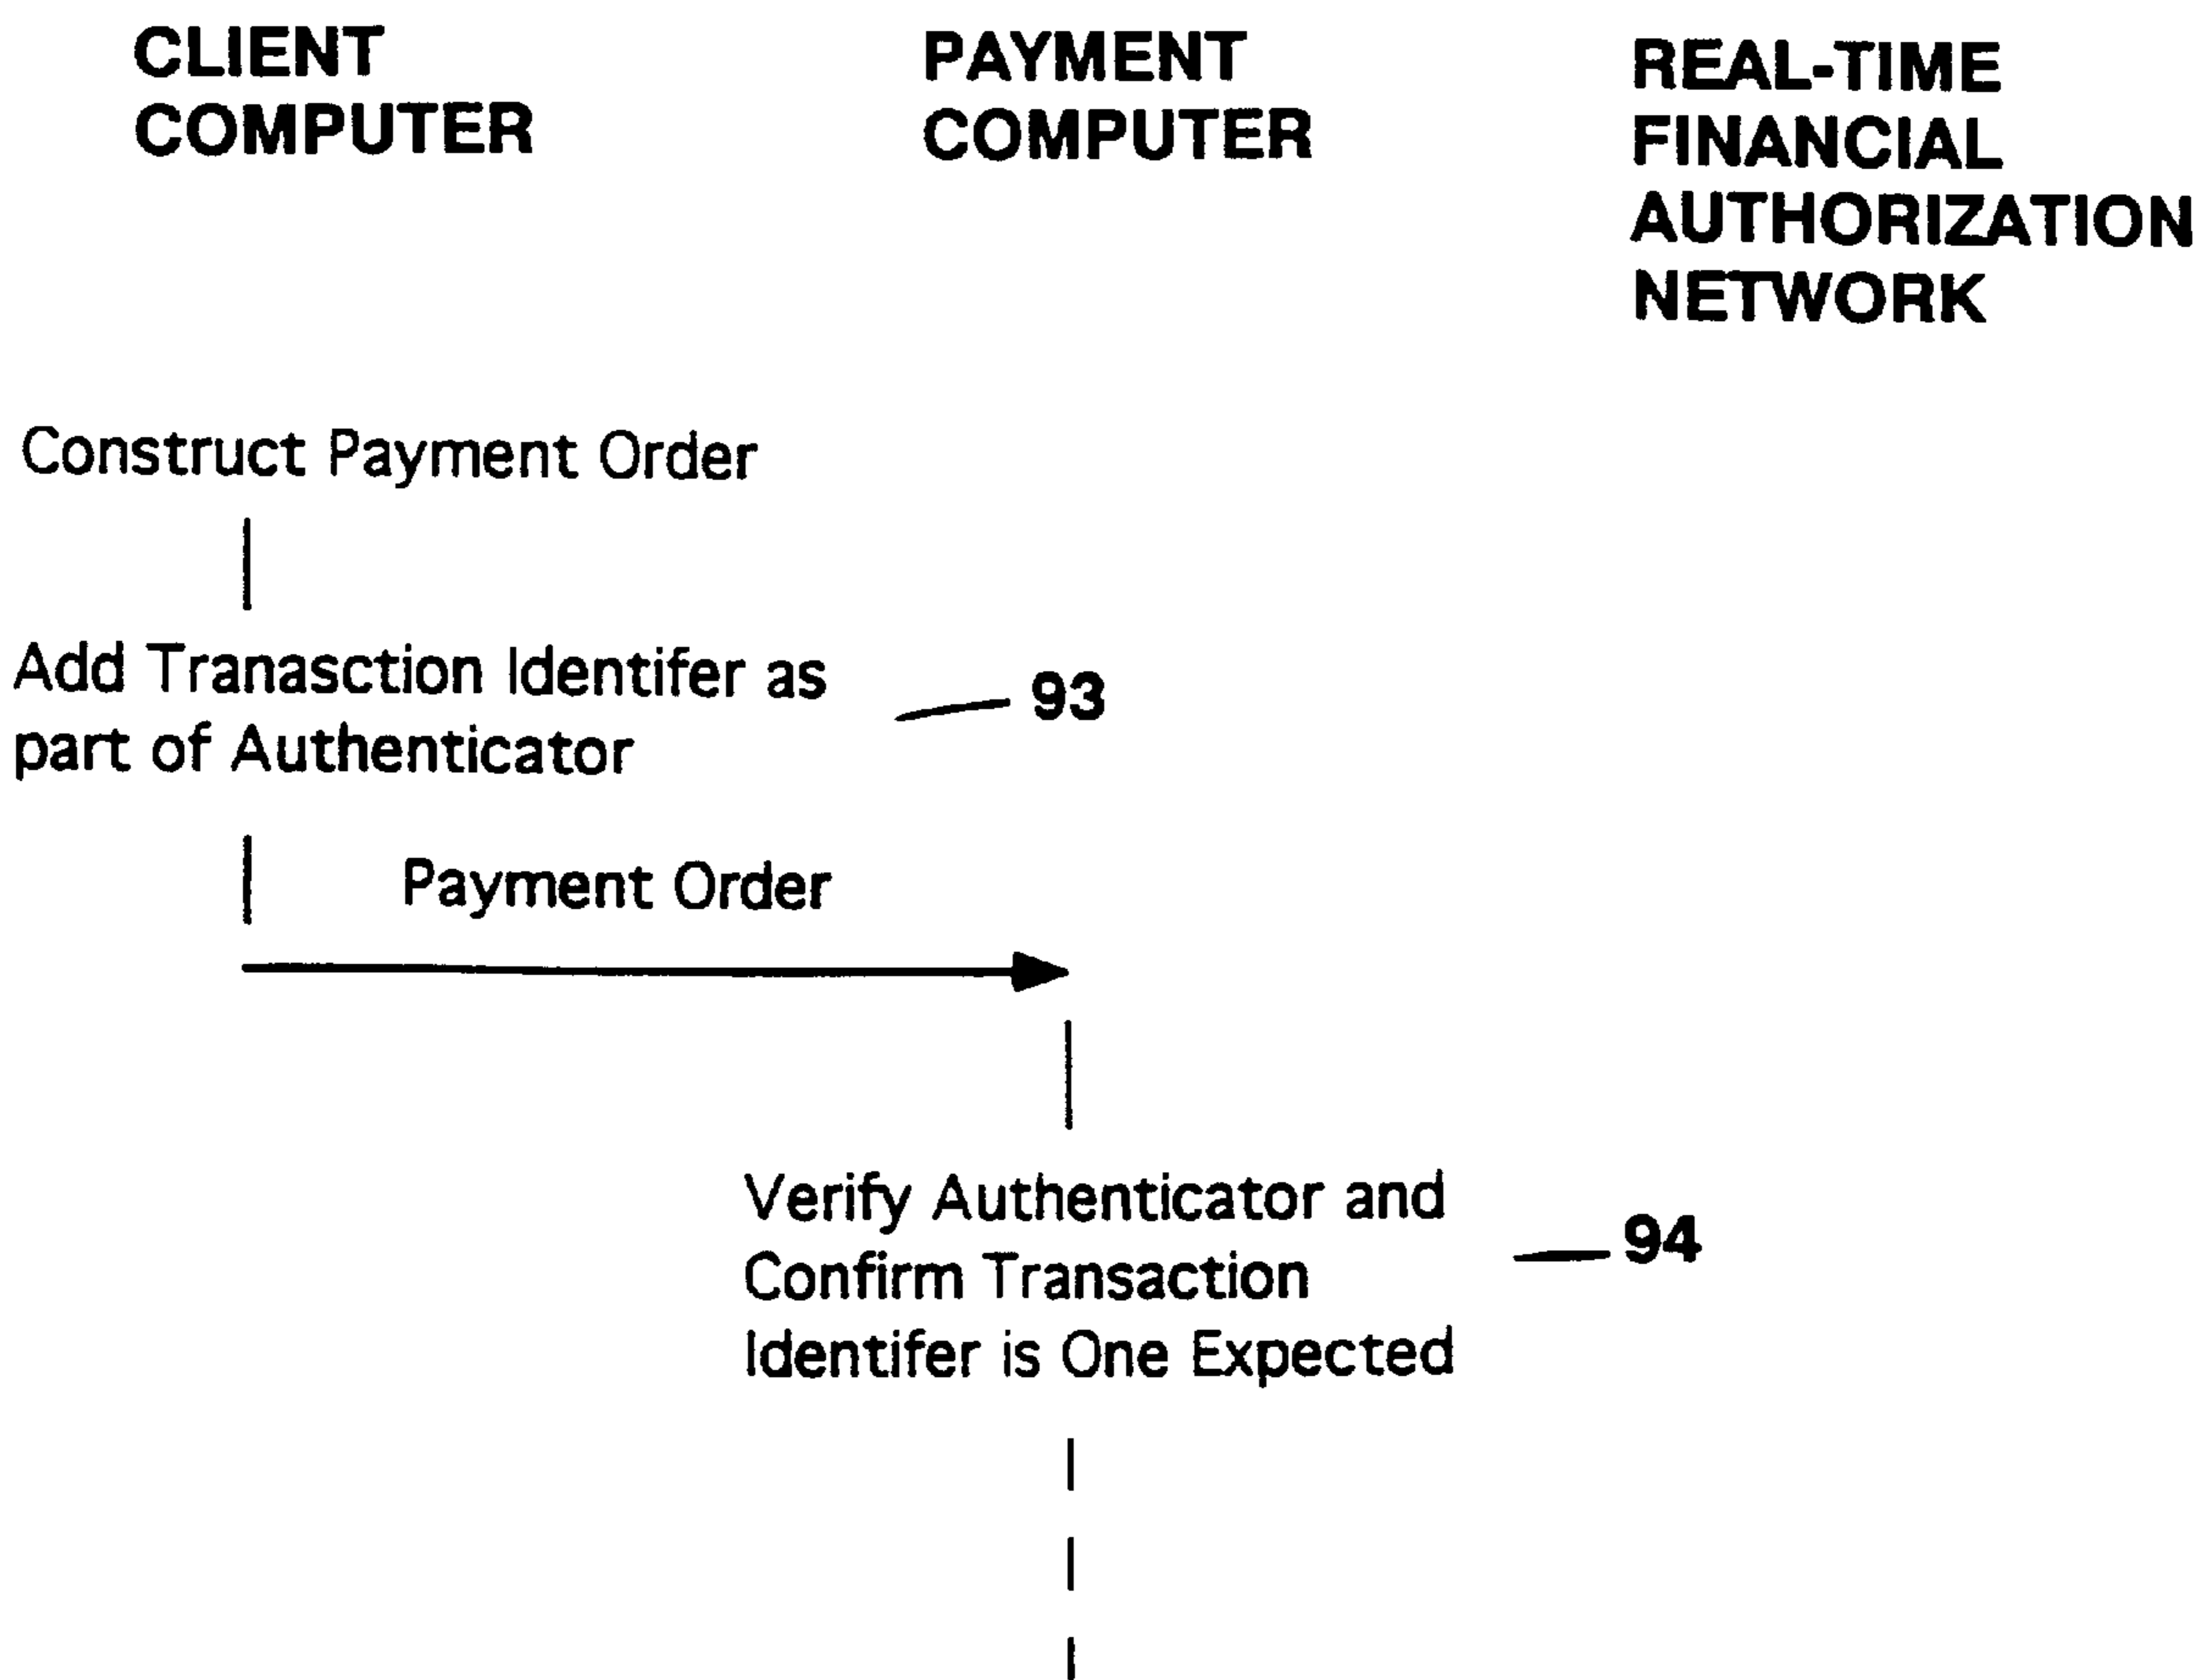 CLIENT
COMPUTER
PAYMENT
COMPUTER
REAL-TIME
FINANCIAL
AUTHORIZATION
NETWORK
Construct Payment Order
Add Tranasction Identifer as
part of Authenticator
93
Payment Order
Verify Authenticator and
Confirm Transaction
Identifer is One Expected
94